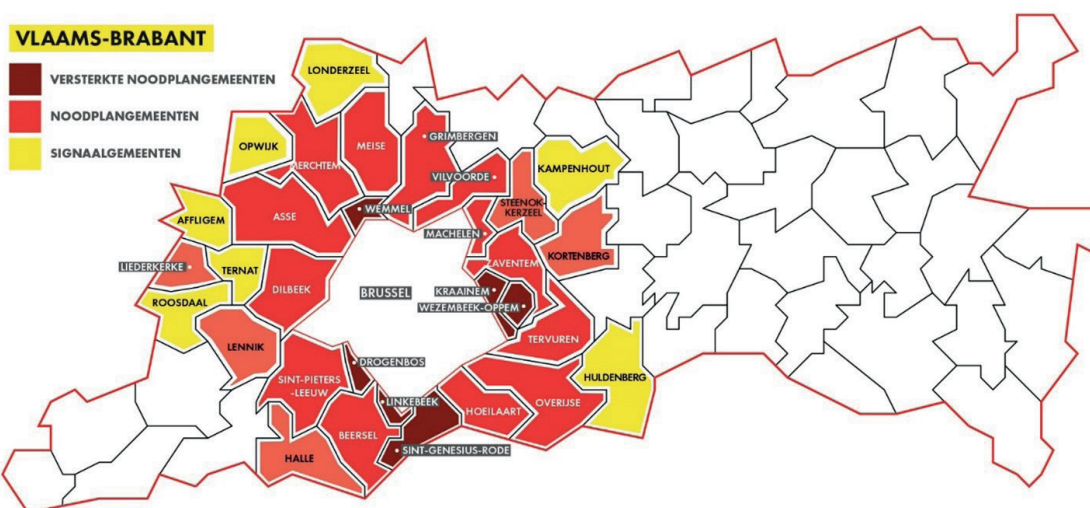 VLAAMS-BRABANT
VERSTERKTE NOODPLANGEMEENTEN
NOODPLANGEMEENTEN
SIGNAALGEMEENTEN
LONDERZEEL
OPWIJK
MERCHTEM
MEISE
GRIMBERGEN
VILVOORDE
KAMPENHOUT
STEENOK-
KERZEEL
AFFLIGEM
ASSE
WEMMEL
MACHELEN
KORTENBERG
LIEDERKERKE
TERNAT
ZAVENTEM
ROOSDAAL
DILBEEK
BRUSSEL
KRAAINEM
WEZEMBEEK-OPPEM
LENNIK
TERVUREN
DROGENBOS
HULDENBERG
SINT-PIETERS
-LEEUW
LINKEBEEK
HOEILAART
OVERIJSE
BEERSEL
SINT-GENESIUS-RODE
HALLE